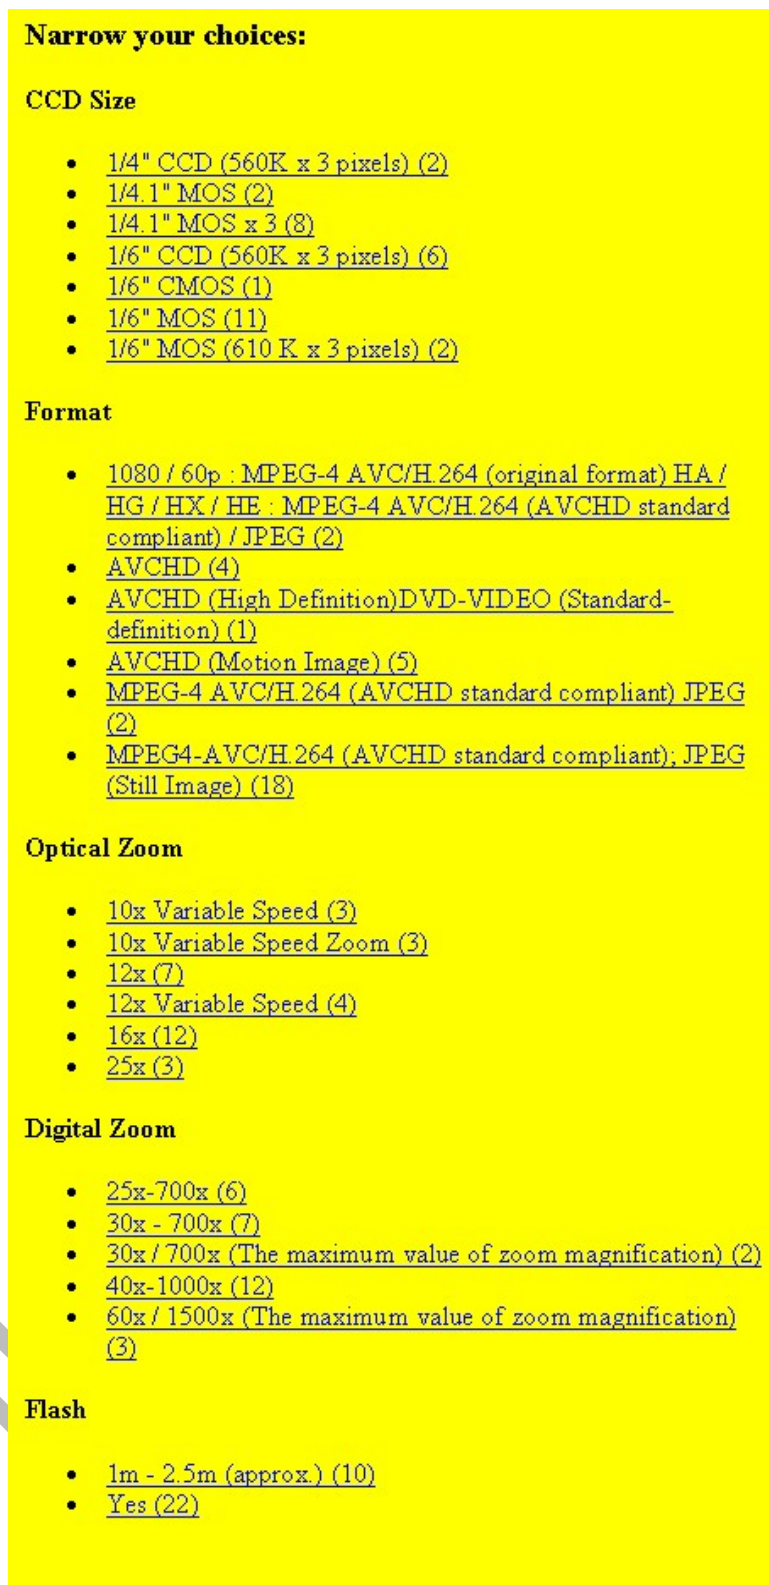 Narrow your choices:
CCD Size
• 1/4" CCD (560K x 3 pixels) (2)
• 1/4.1" MOS (2)
• 1/4.1" MOS x 3 (8)
• 1/6" CCD (560K x 3 pixels) (6)
• 1/6" CMOS (1)
• 1/6" MOS (11)
• 1/6" MOS (610 K x 3 pixels) (2)
Format
• 1080 / 60p : MPEG-4 AVC/H.264 (original format) HA /
HG / HX / HE : MPEG-4 AVC/H.264 (AVCHD standard
compliant) / JPEG (2)
• AVCHD (4)
• AVCHD (High Definition)DVD-VIDEO (Standard-
definition) (1)
• AVCHD (Motion Image) (5)
• MPEG-4 AVC/H.264 (AVCHD standard compliant) JPEG
(2)
• MPEG4-AVC/H.264 (AVCHD standard compliant); JPEG
(Still Image) (18)
Optical Zoom
• 10x Variable Speed (3)
• 10x Variable Speed Zoom (3)
• 12x (7)
• 12x Variable Speed (4)
• 16x (12)
• 25x (3)
Digital Zoom
• 25x-700x (6)
• 30x - 700x (7)
• 30x / 700x (The maximum value of zoom magnification) (2)
• 40x-1000x (12)
• 60x / 1500x (The maximum value of zoom magnification)
(3)
Flash
• 1m - 2.5m (approx.) (10)
• Yes (22)